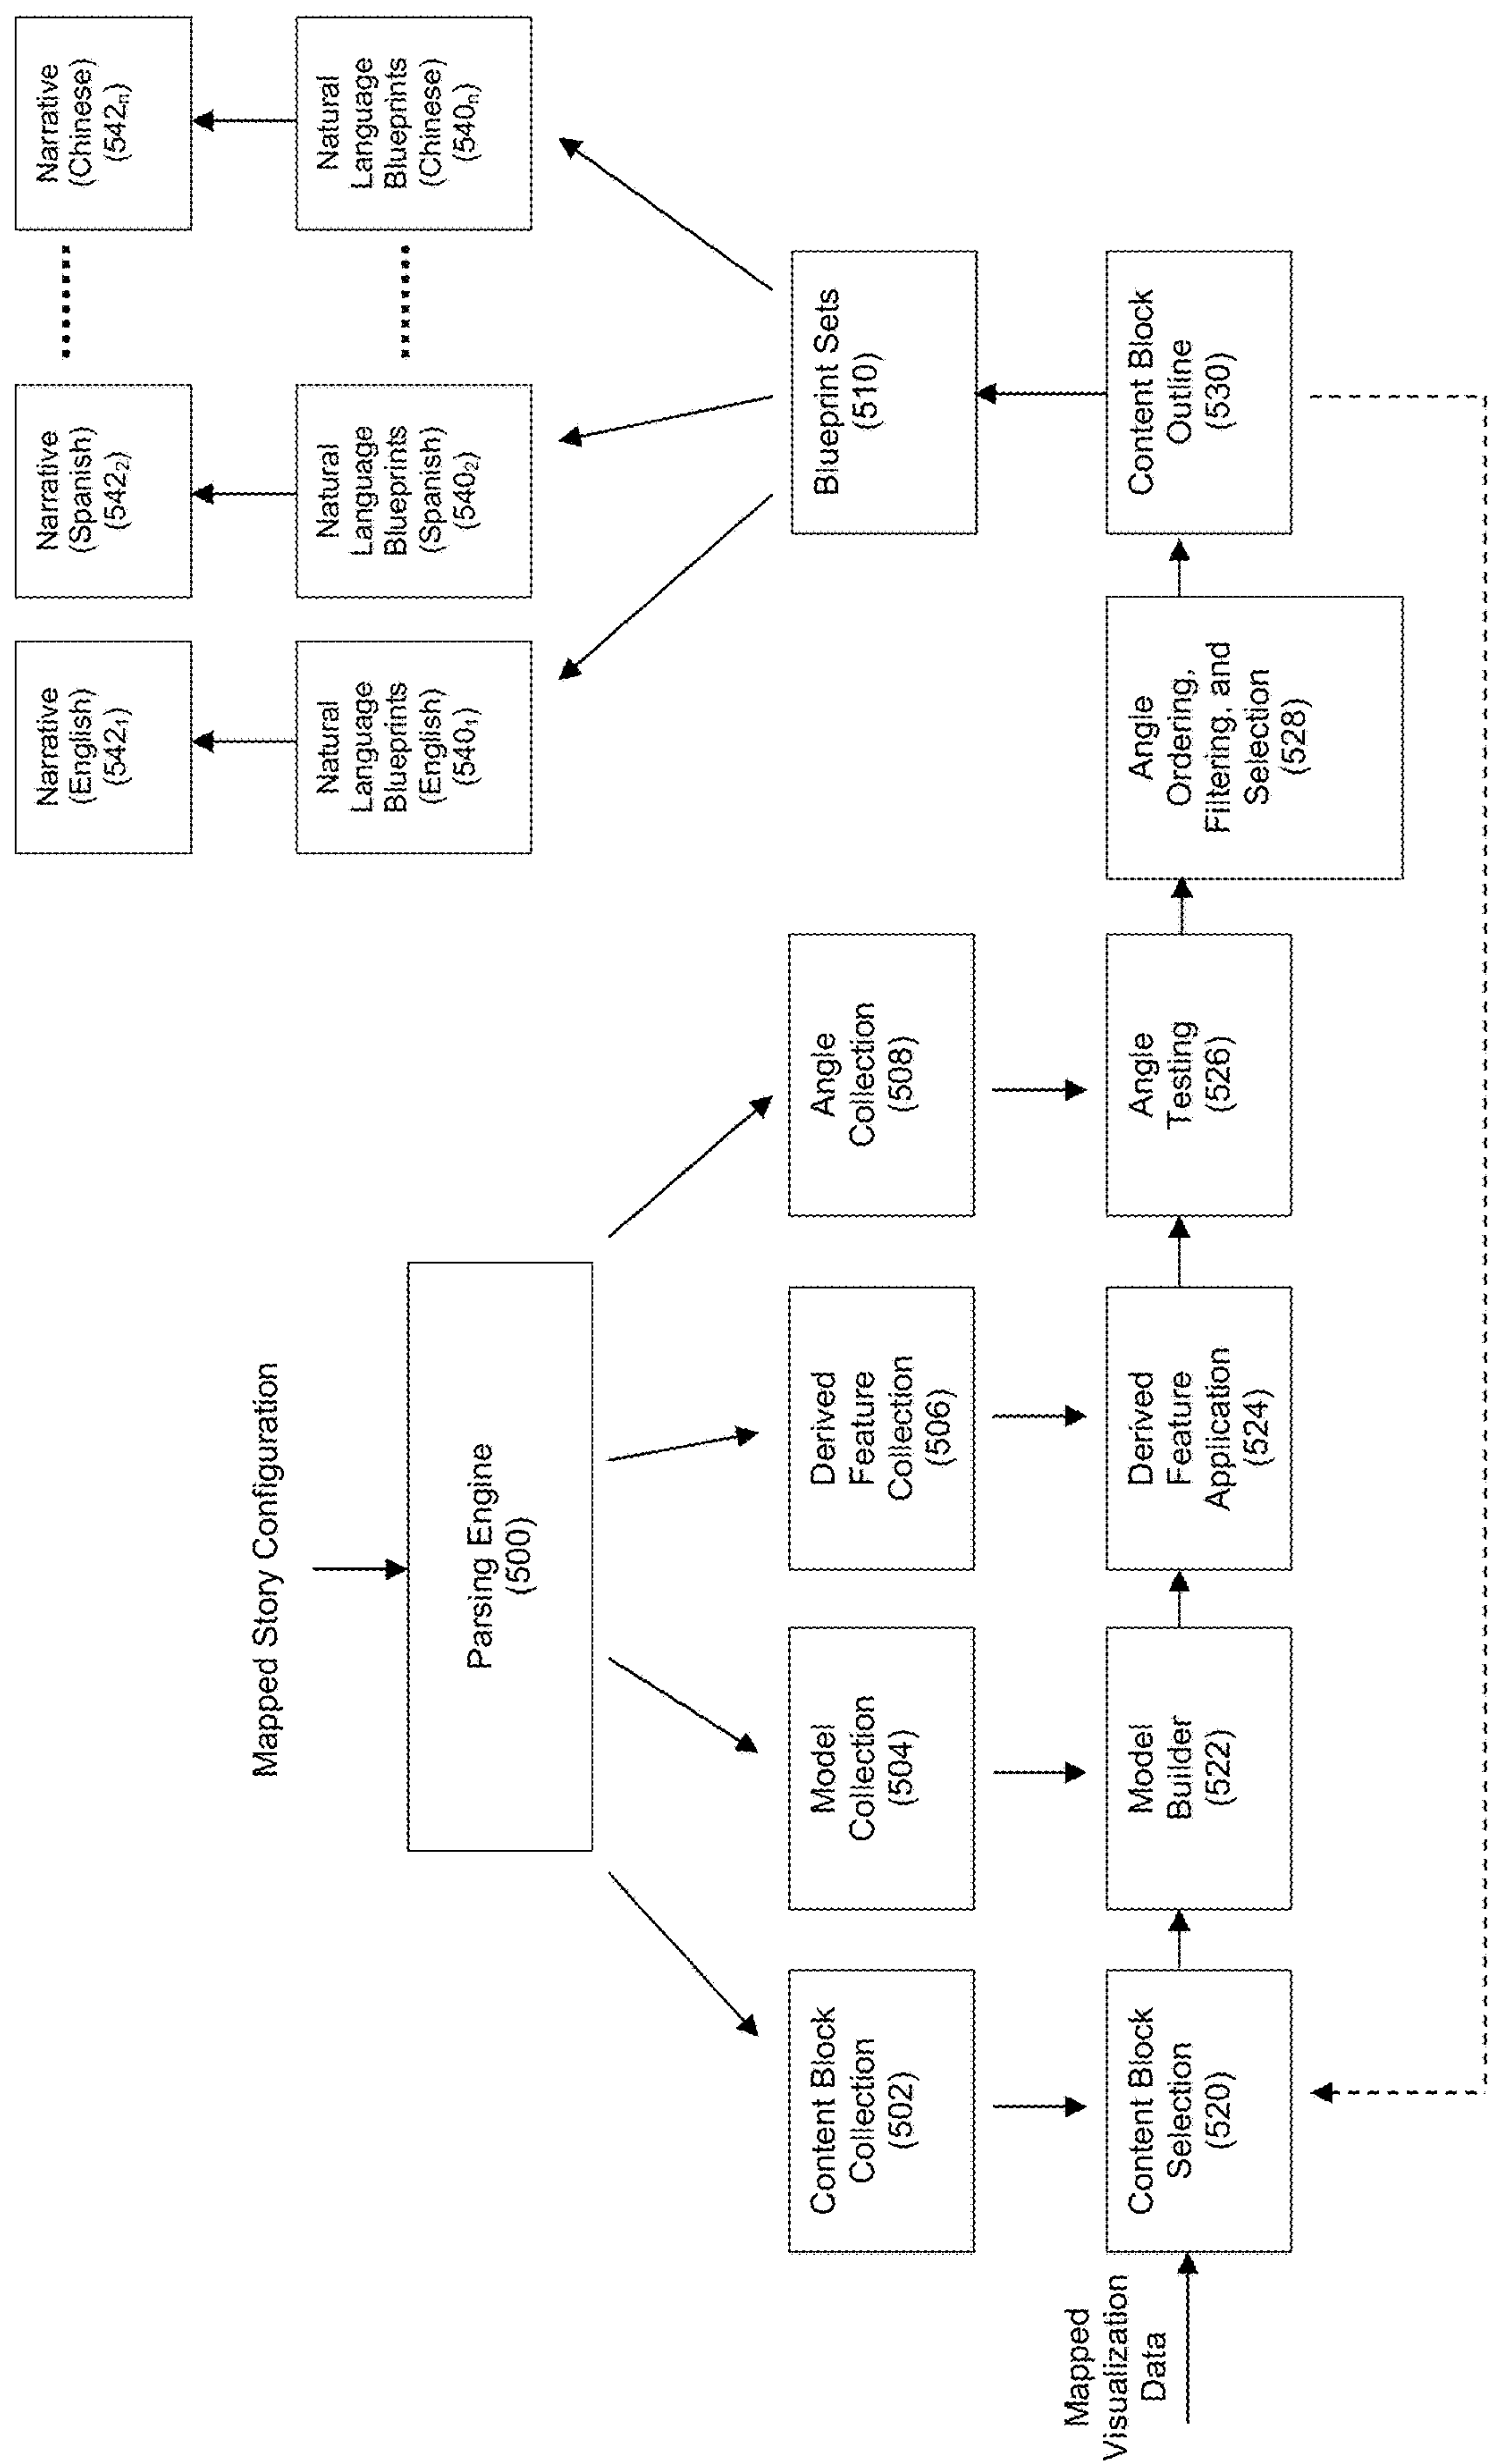 Mapped Story Configuration
Parsing Engine
(500)
Content Block
Collection
(502)
Model
Collection
(504)
Derived
Feature
Collection
(506)
Angle
Collection
(508)
Mapped
Visualization
Data
Content Block
Selection
(520)
Model
Builder
(522)
Derived
Feature
Application
(524)
Angle
Testing
(526)
Angle
Ordering,
Filtering, and
Selection
(528)
Content Block
Outline
(530)
Blueprint Sets
(510)
Natural
Language
Blueprints
(English)
(540₁)
Natural
Language
Blueprints
(Spanish)
(540₂)
Natural
Language
Blueprints
(Chinese)
(540ₙ)
Narrative
(English)
(542₁)
Narrative
(Spanish)
(542₂)
Narrative
(Chinese)
(542ₙ)